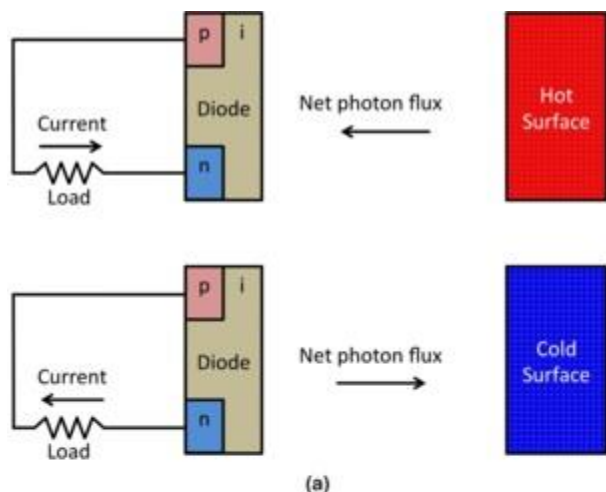 p i
Diode
n
Current
Load
Net photon flux
Hot
Surface
p i
Diode
n
Current
Load
Net photon flux
Cold
Surface
(a)